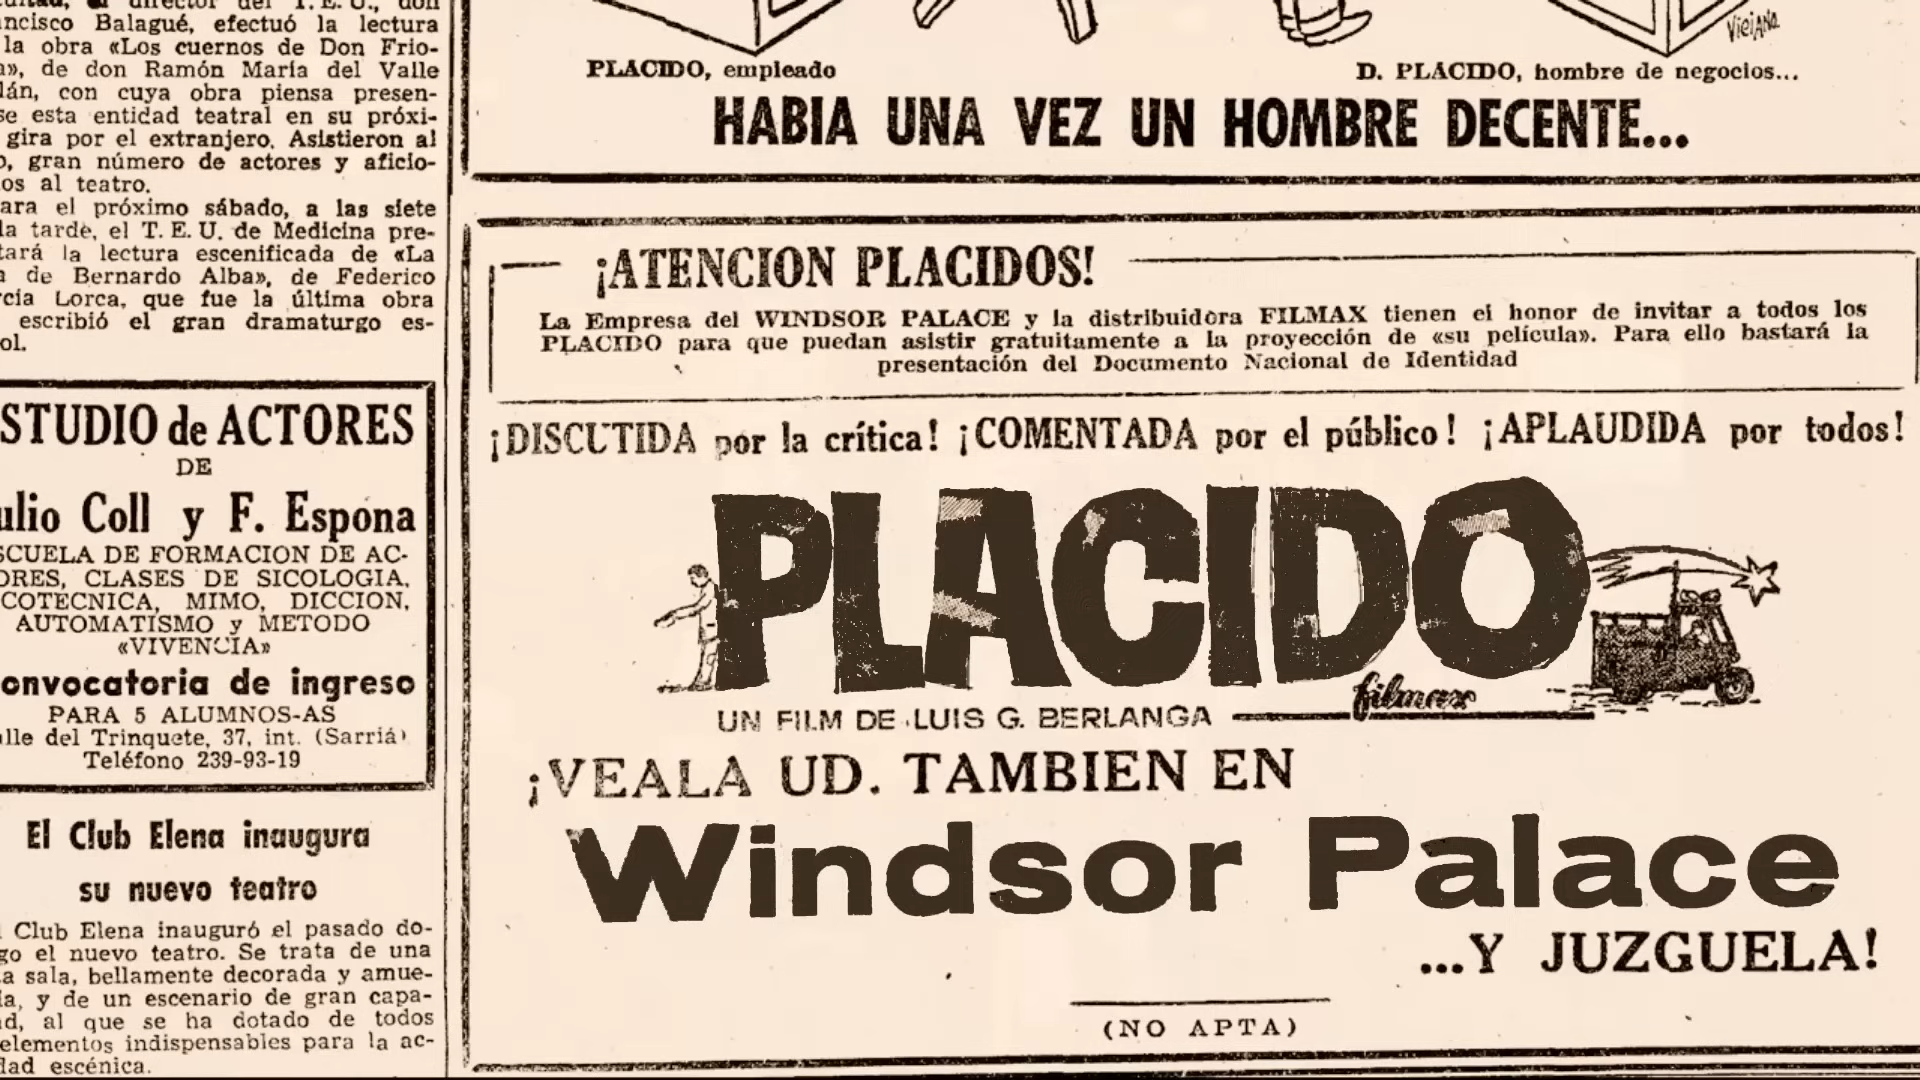 director del T. E. U., don
ncisco Balagué, efectuó la lectura
la obra «Los cuernos de Don Frio-
», de don Ramón María del Valle
lán, con cuya obra piensa presen-
se esta entidad teatral en su próxi-
gira por el extranjero. Asistieron al
o, gran número de actores y aficio-
os al teatro.
ara el próximo sábado, a las siete
la tarde, el T. E. U. de Medicina pre-
tará la lectura escenificada de «La
a de Bernardo Alba», de Federico
rcía Lorca, que fue la última obra
escribió el gran dramaturgo es-
ol.
STUDIO de ACTORES
DE
ulio Coll y F. Espona
SCUELA DE FORMACION DE AC-
ORES, CLASES DE SICOLOGIA,
COTECNICA, MIMO, DICCION,
AUTOMATISMO y METODO
«VIVENCIA»
onvocatoria de ingreso
PARA 5 ALUMNOS-AS
lle del Trinquete, 37, int. (Sarriá)
Teléfono 239-93-19
El Club Elena inaugura
su nuevo teatro
Club Elena inauguró el pasado do-
go el nuevo teatro. Se trata de una
a sala, bellamente decorada y amue-
a, y de un escenario de gran capa-
d, al que se ha dotado de todos
elementos indispensables para la ac-
dad escénica.
Viejano
PLACIDO, empleado
D. PLACIDO, hombre de negocios...
HABIA UNA VEZ UN HOMBRE DECENTE...
¡ATENCION PLACIDOS!
La Empresa del WINDSOR PALACE y la distribuidora FILMAX tienen el honor de invitar a todos los
PLACIDO para que puedan asistir gratuitamente a la proyección de «su película». Para ello bastará la
presentación del Documento Nacional de Identidad
¡DISCUTIDA por la crítica! ¡COMENTADA por el público! ¡APLAUDIDA por todos!
PLACIDO
filmax
UN FILM DE LUIS G. BERLANGA
¡VEALA UD. TAMBIEN EN
Windsor Palace
...Y JUZGUELA!
(NO APTA)